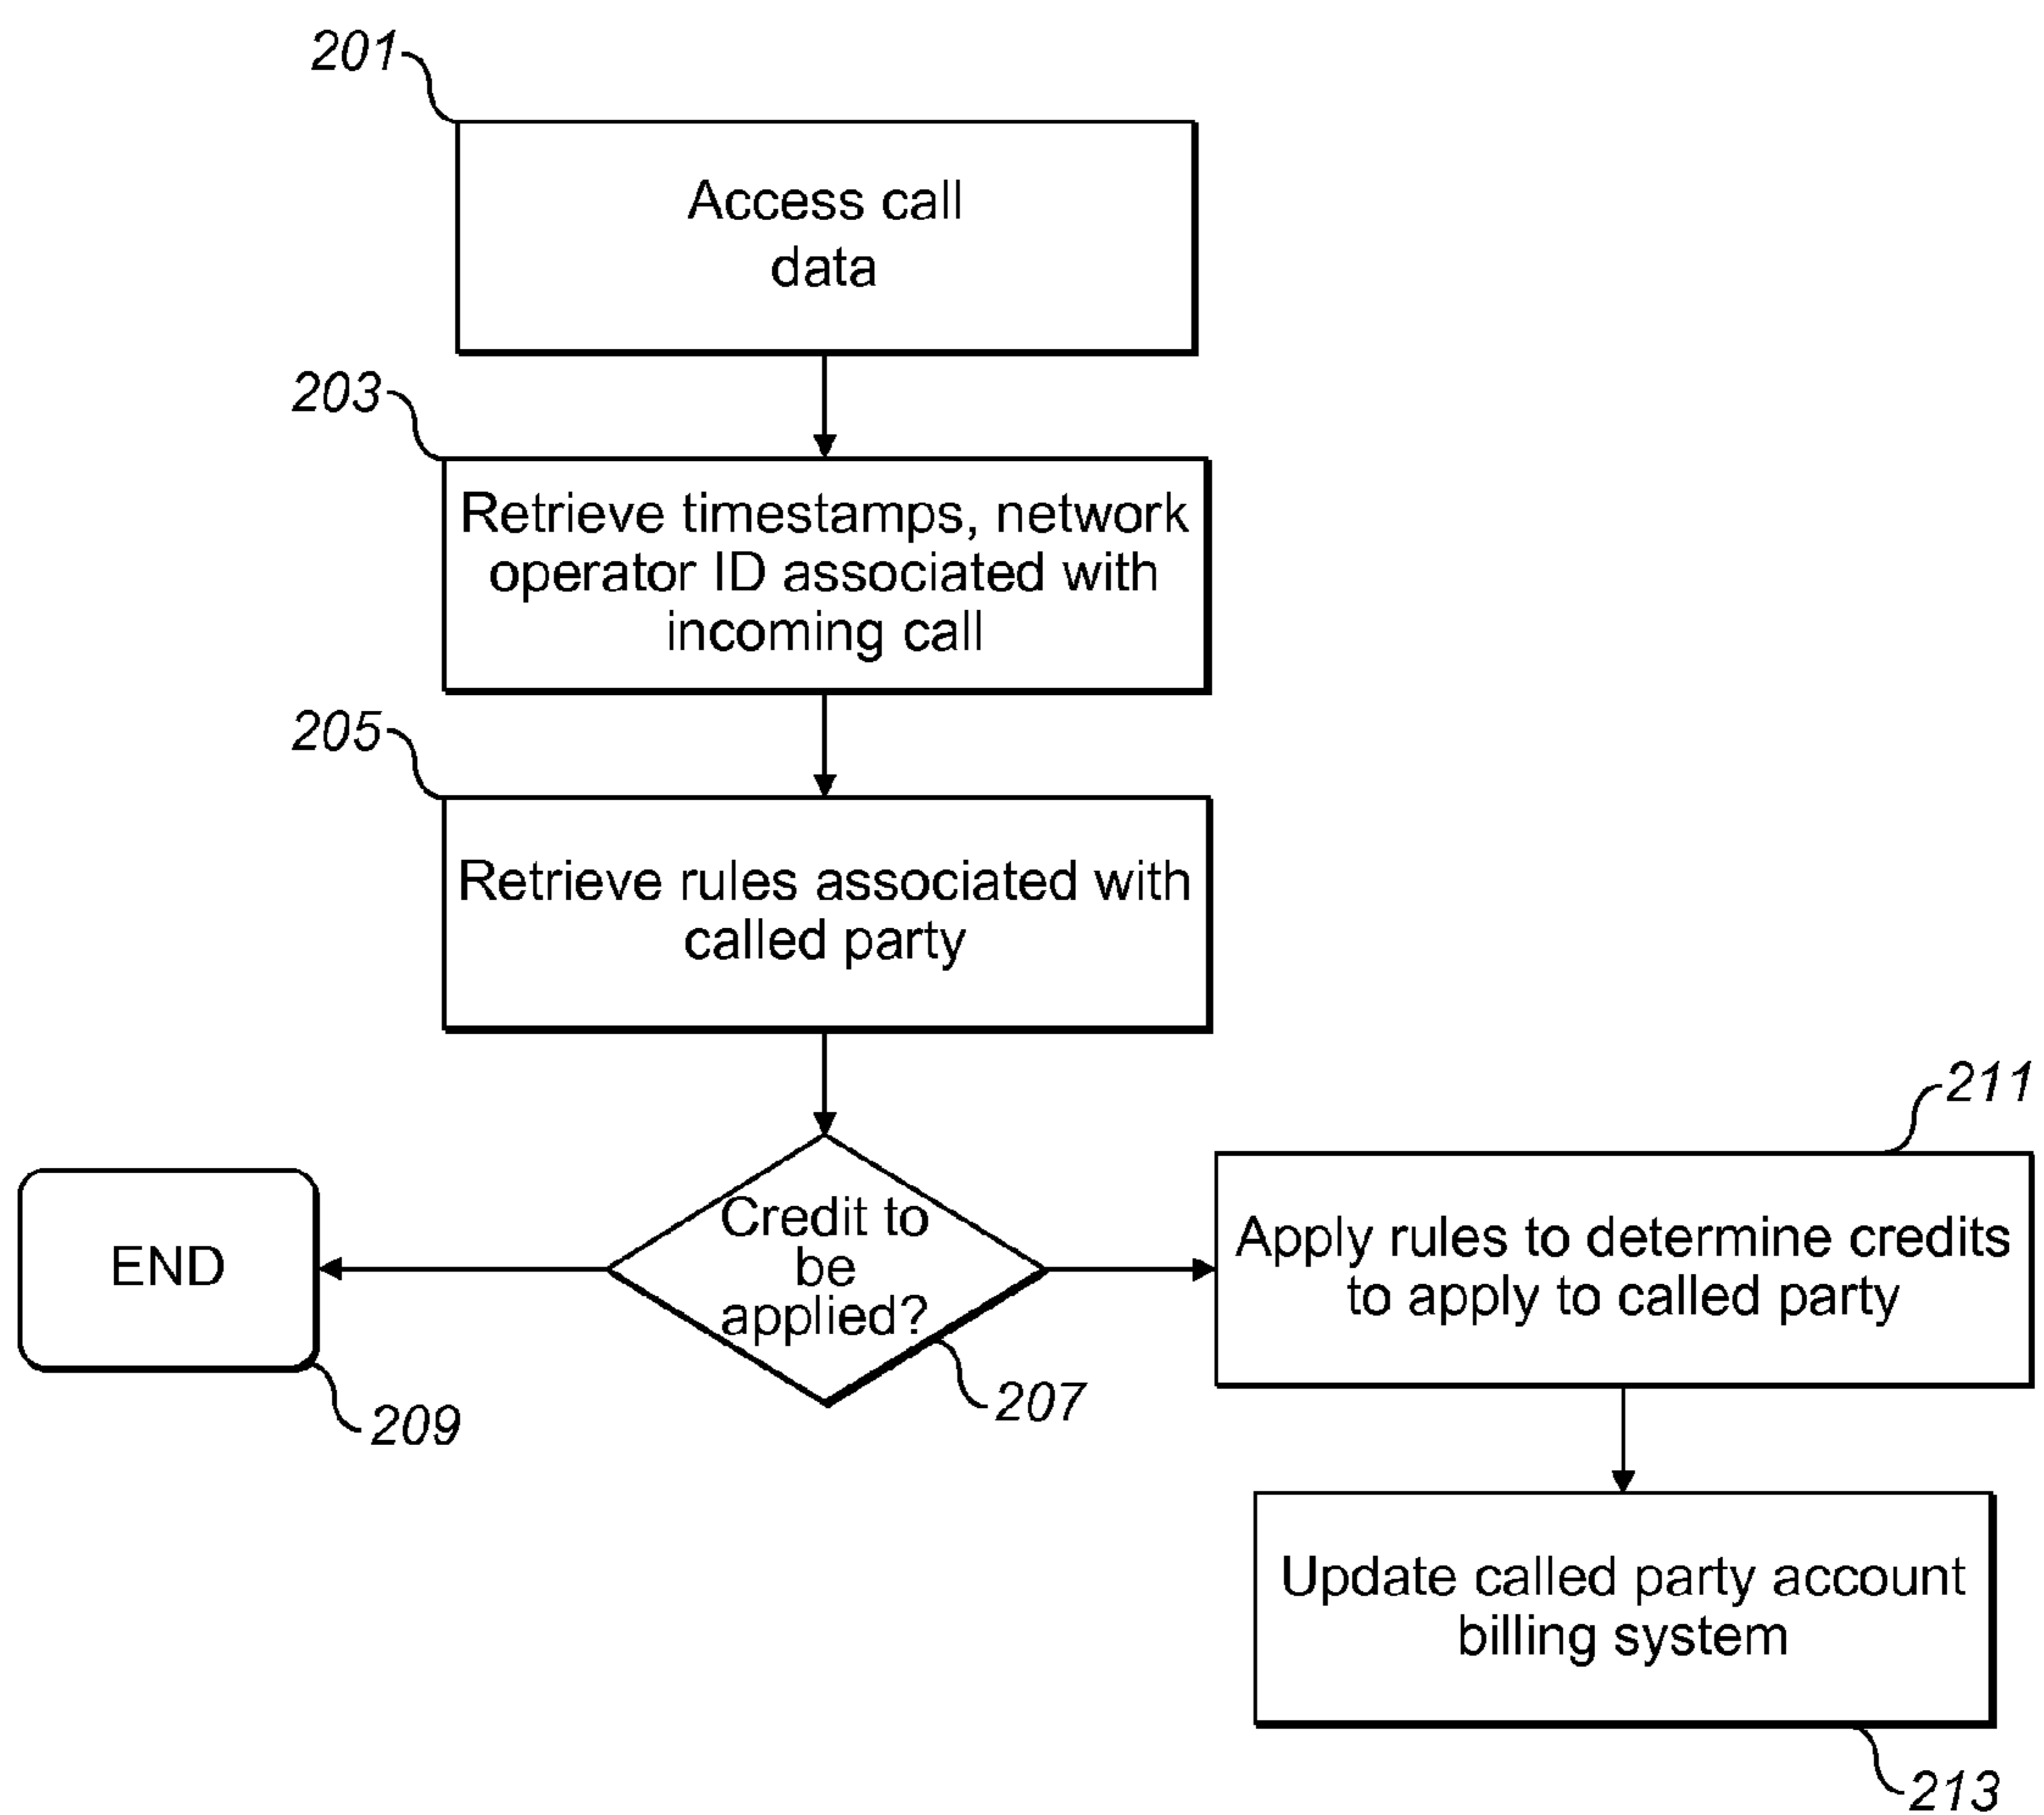 201
Access call
data
203
Retrieve timestamps, network
operator ID associated with
incoming call
205
Retrieve rules associated with
called party
211
Credit to
be
applied?
END
Apply rules to determine credits
to apply to called party
207
209
Update called party account
billing system
213